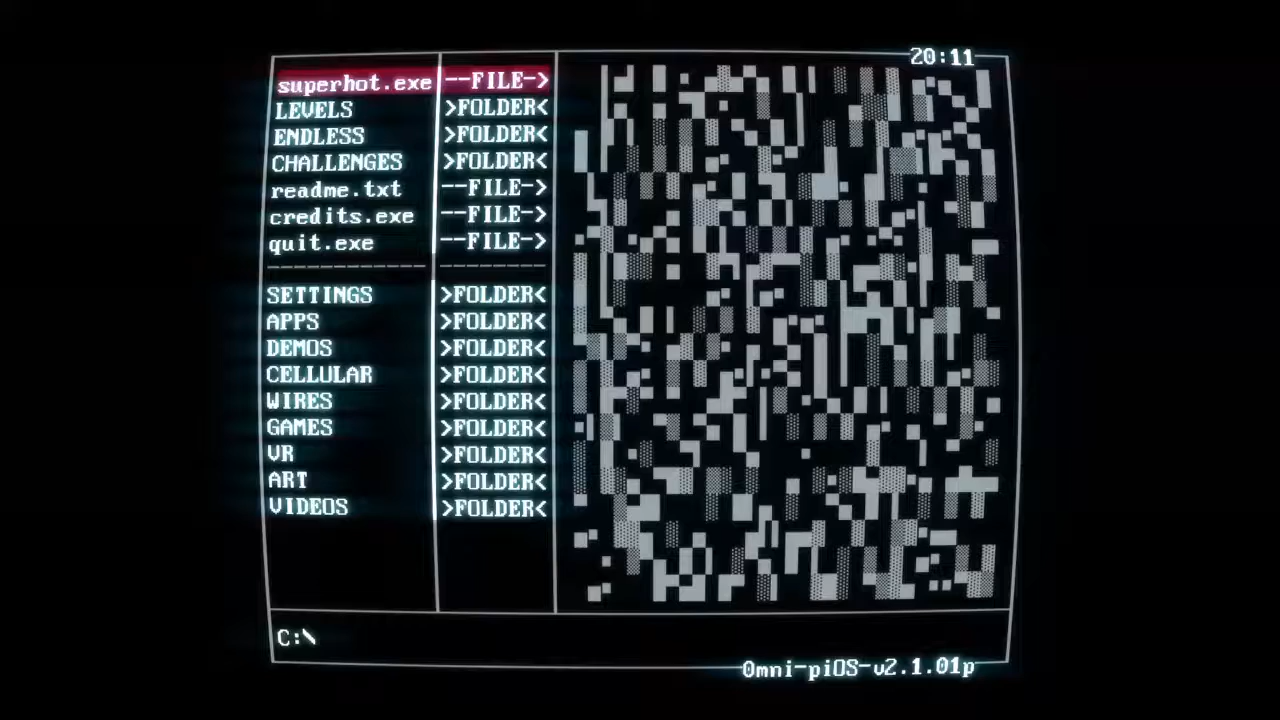 20:11
superhot.exe --FILE->
LEVELS >FOLDER<
ENDLESS >FOLDER<
CHALLENGES >FOLDER<
readme.txt --FILE->
credits.exe --FILE->
quit.exe --FILE->
SETTINGS >FOLDER<
APPS >FOLDER<
DEMOS >FOLDER<
CELLULAR >FOLDER<
WIRES >FOLDER<
GAMES >FOLDER<
VR >FOLDER<
ART >FOLDER<
VIDEOS >FOLDER<
C:\
0mni-piOS-v2.1.01p